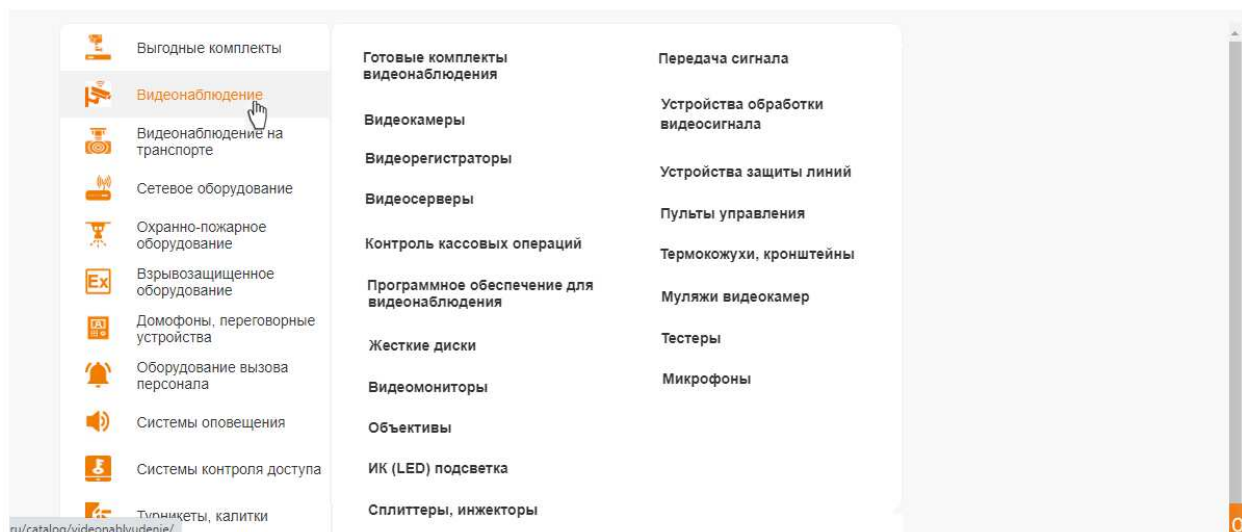 Выгодные комплекты
Видеонаблюдение
Видеонаблюдение на
транспорте
Сетевое оборудование
Охранно-пожарное
оборудование
Ex
Взрывозащищенное
оборудование
Домофоны, переговорные
устройства
Оборудование вызова
персонала
Системы оповещения
Системы контроля доступа
Турникеты, калитки
ru/catalog/videonablyudenie/
Готовые комплекты
видеонаблюдения
Видеокамеры
Видеорегистраторы
Видеосерверы
Контроль кассовых операций
Программное обеспечение для
видеонаблюдения
Жесткие диски
Видеомониторы
Объективы
ИК (LED) подсветка
Сплиттеры, инжекторы
Передача сигнала
Устройства обработки
видеосигнала
Устройства защиты линий
Пульты управления
Термокожухи, кронштейны
Муляжи видеокамер
Тестеры
Микрофоны